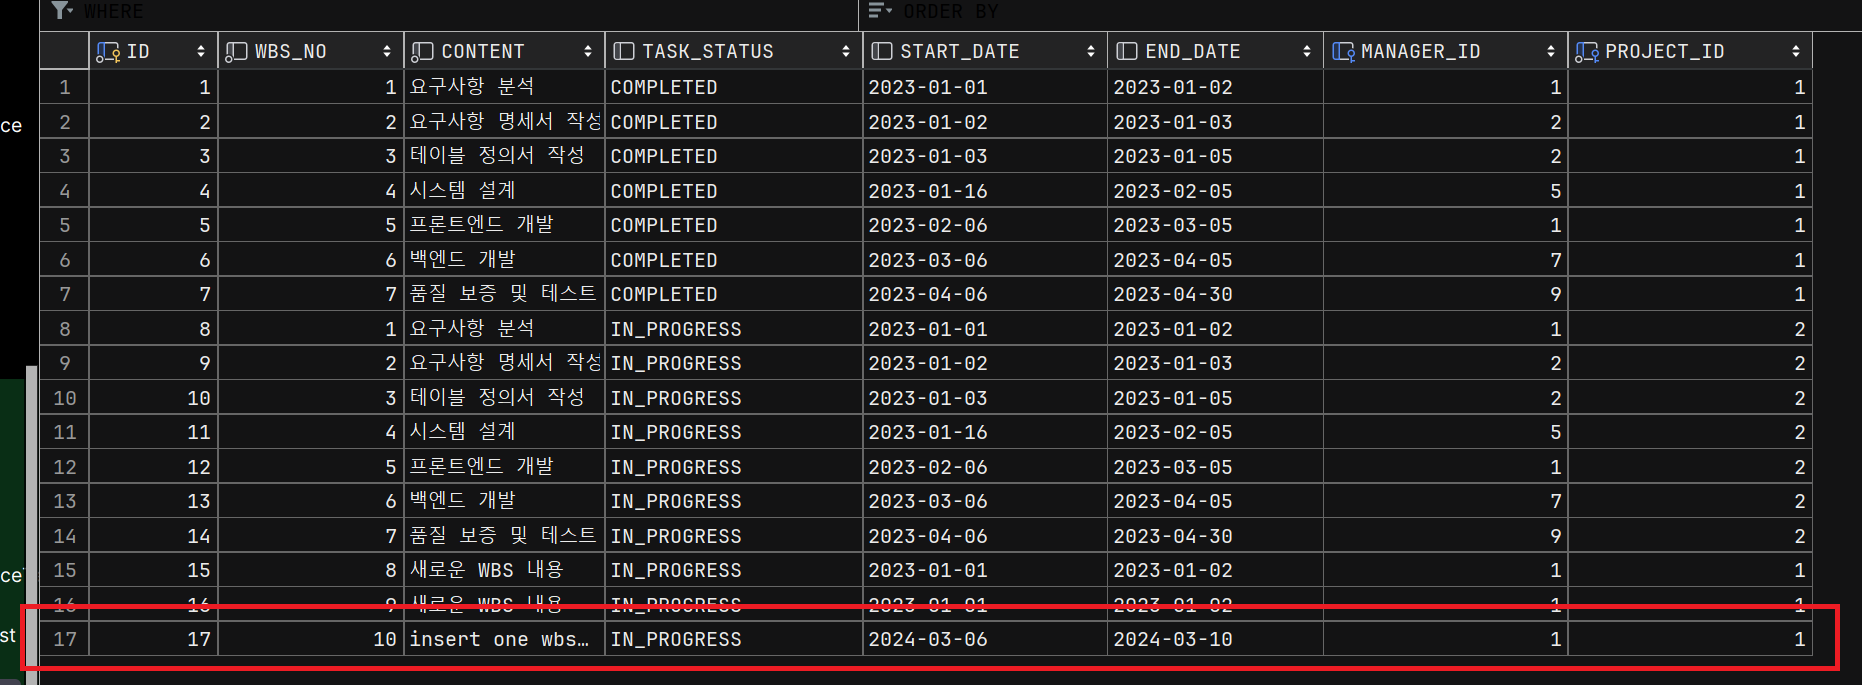 WHERE ORDER BY
ID WBS_NO CONTENT TASK_STATUS START_DATE END_DATE MANAGER_ID PROJECT_ID
1 1 1 요구사항 분석 COMPLETED 2023-01-01 2023-01-02 1 1
ce
2 2 2 요구사항 명세서 작성 COMPLETED 2023-01-02 2023-01-03 2 1
3 3 3 테이블 정의서 작성 COMPLETED 2023-01-03 2023-01-05 2 1
4 4 4 시스템 설계 COMPLETED 2023-01-16 2023-02-05 5 1
5 5 5 프론트엔드 개발 COMPLETED 2023-02-06 2023-03-05 1 1
6 6 6 백엔드 개발 COMPLETED 2023-03-06 2023-04-05 7 1
7 7 7 품질 보증 및 테스트 COMPLETED 2023-04-06 2023-04-30 9 1
8 8 1 요구사항 분석 IN_PROGRESS 2023-01-01 2023-01-02 1 2
9 9 2 요구사항 명세서 작성 IN_PROGRESS 2023-01-02 2023-01-03 2 2
10 10 3 테이블 정의서 작성 IN_PROGRESS 2023-01-03 2023-01-05 2 2
11 11 4 시스템 설계 IN_PROGRESS 2023-01-16 2023-02-05 5 2
12 12 5 프론트엔드 개발 IN_PROGRESS 2023-02-06 2023-03-05 1 2
13 13 6 백엔드 개발 IN_PROGRESS 2023-03-06 2023-04-05 7 2
14 14 7 품질 보증 및 테스트 IN_PROGRESS 2023-04-06 2023-04-30 9 2
15 15 8 새로운 WBS 내용 IN_PROGRESS 2023-01-01 2023-01-02 1 1
ce
16 16 9 새로운 WBS 내용 IN_PROGRESS 2023-01-01 2023-01-02 1 1
st
17 17 10 insert one wbs… IN_PROGRESS 2024-03-06 2024-03-10 1 1